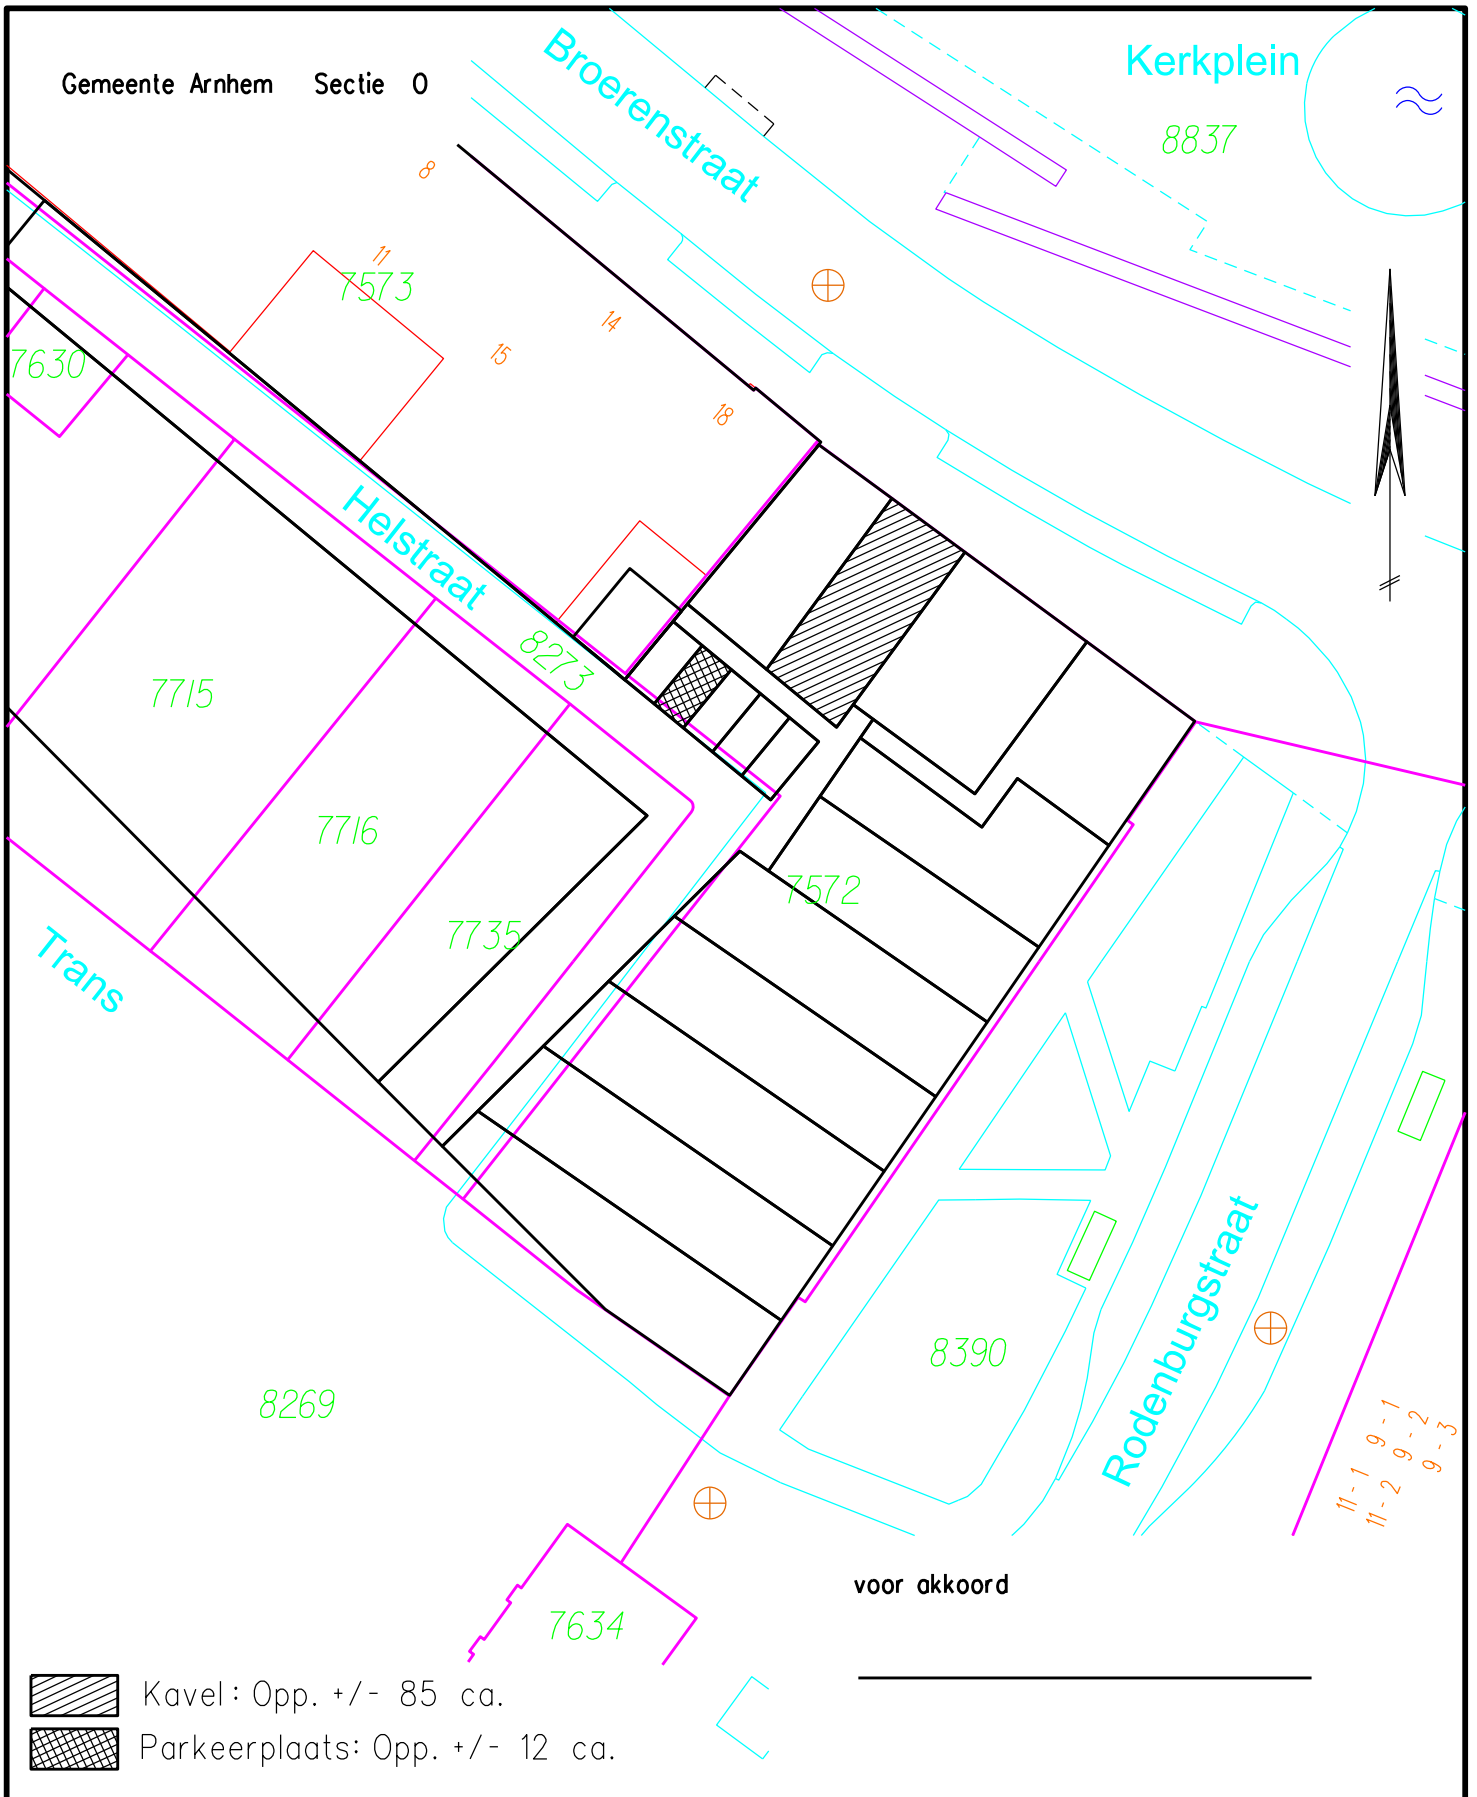 Gemeente Arnhem Sectie O
Broerenstraat
Kerkplein
8837
8
11
7573
14
15
18
7630
Helstraat
8273
7715
7716
7735
7572
Trans
8269
8390
Rodenburgstraat
11-1 9-1
11-2 9-2
9-3
7634
voor akkoord
Kavel: Opp. +/- 85 ca.
Parkeerplaats: Opp. +/- 12 ca.